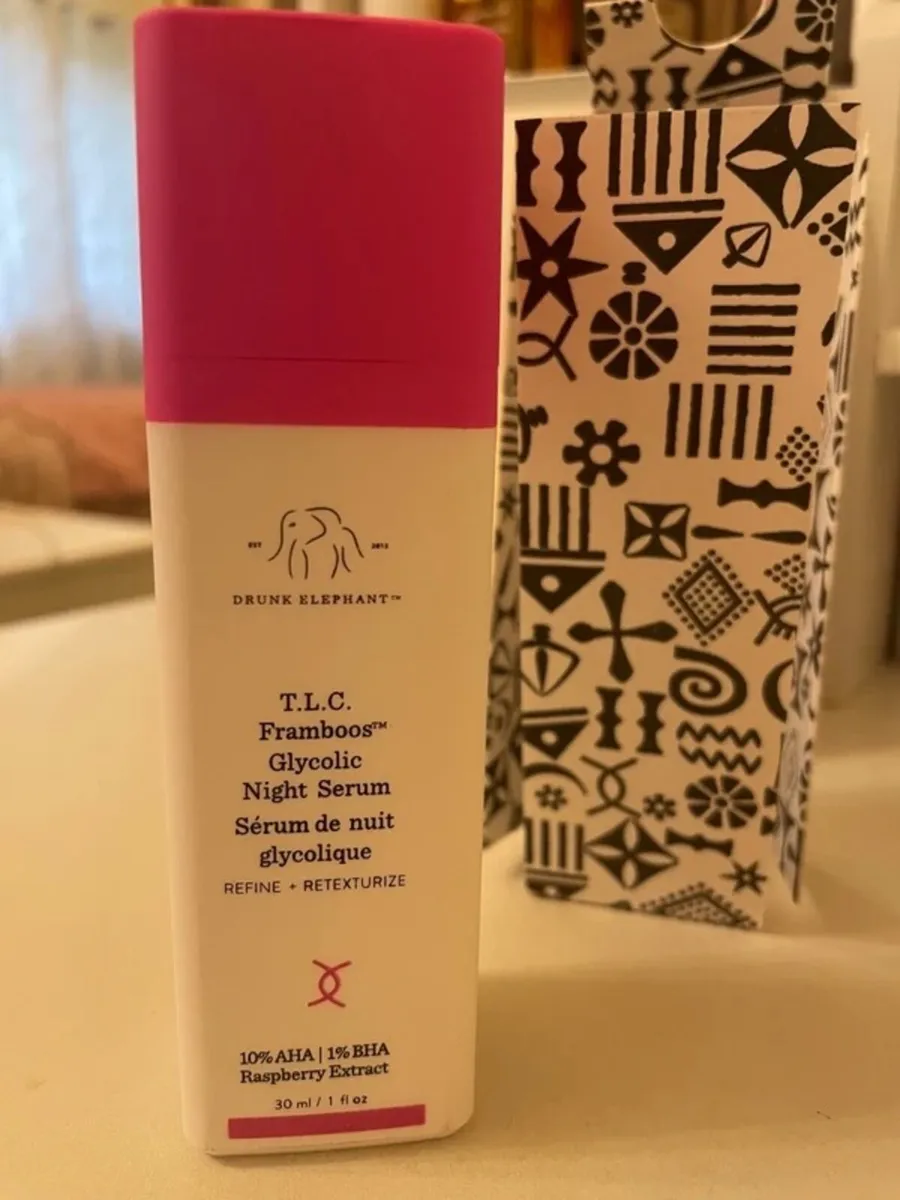 EST 2012
DRUNK ELEPHANT™
T.L.C.
Framboos™
Glycolic
Night Serum
Sérum de nuit
glycolique
REFINE + RETEXTURIZE
10% AHA | 1% BHA
Raspberry Extract
30 ml / 1 fl oz